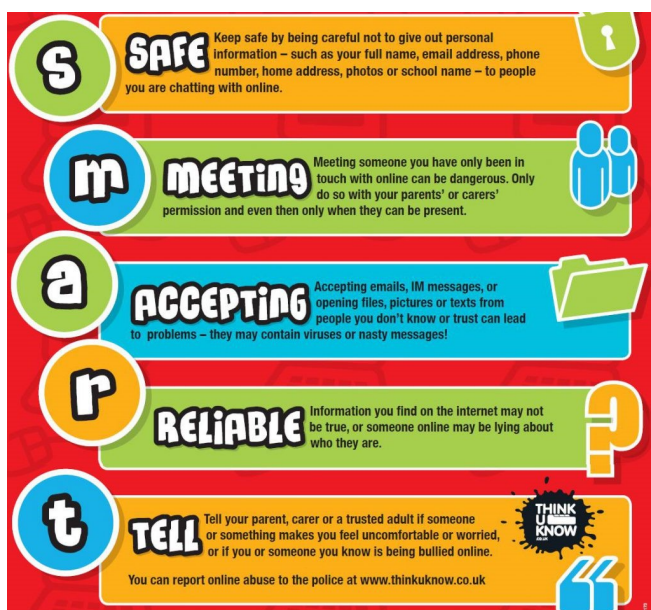 s
SAFE Keep safe by being careful not to give out personal
information – such as your full name, email address, phone
number, home address, photos or school name – to people
you are chatting with online.
m
MEETING Meeting someone you have only been in
touch with online can be dangerous. Only
do so with your parents' or carers'
permission and even then only when they can be present.
a
ACCEPTING Accepting emails, IM messages, or
opening files, pictures or texts from
people you don't know or trust can lead
to problems – they may contain viruses or nasty messages!
r
RELIABLE Information you find on the internet may not
be true, or someone online may be lying about
who they are.
t
TELL Tell your parent, carer or a trusted adult if someone
or something makes you feel uncomfortable or worried,
or if you or someone you know is being bullied online.
You can report online abuse to the police at www.thinkuknow.co.uk
THINK
U
KNOW
.CO.UK